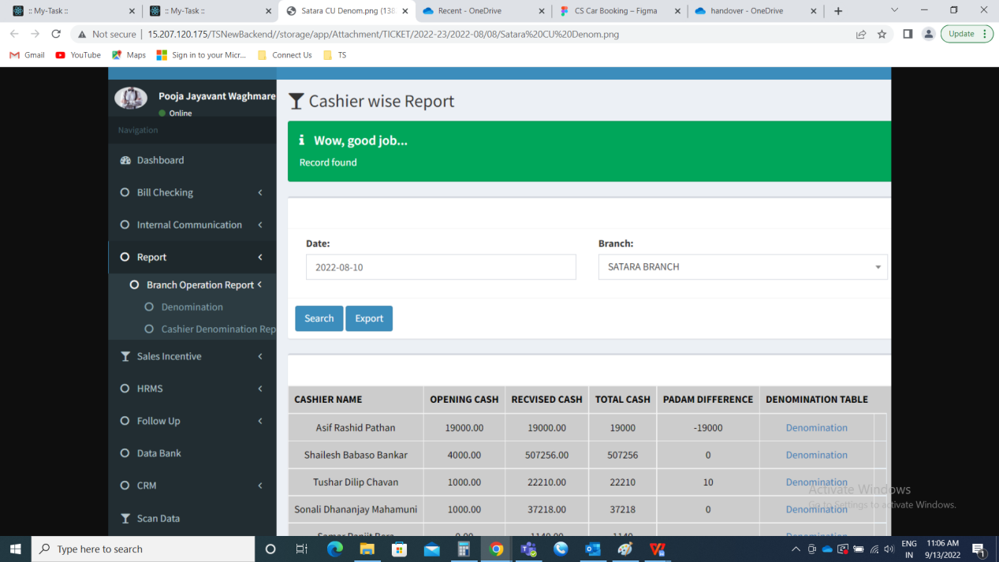 :: My-Task ::
:: My-Task ::
Satara CU Denom.png (138
Recent - OneDrive
CS Car Booking – Figma
handover - OneDrive
Not secure
15.207.120.175/TSNewBackend//storage/app/Attachment/TICKET/2022-23/2022-08/08/Satara%20CU%20Denom.png
Update
Gmail
YouTube
Maps
Sign in to your Micr...
Connect Us
TS
Pooja Jayavant Waghmare
Online
Navigation
Dashboard
Bill Checking
Internal Communication
Report
Branch Operation Report
Denomination
Cashier Denomination Rep
Sales Incentive
HRMS
Follow Up
Data Bank
CRM
Scan Data
Cashier wise Report
Wow, good job...
Record found
Date:
2022-08-10
Branch:
SATARA BRANCH
Search
Export
CASHIER NAME OPENING CASH RECVISED CASH TOTAL CASH PADAM DIFFERENCE DENOMINATION TABLE
Asif Rashid Pathan 19000.00 19000.00 19000 -19000 Denomination
Shailesh Babaso Bankar 4000.00 507256.00 507256 0 Denomination
Tushar Dilip Chavan 1000.00 22210.00 22210 10 Denomination
Sonali Dhananjay Mahamuni 1000.00 37218.00 37218 0 Denomination
Activate Windows
Go to Settings to activate Windows.
Type here to search
ENG
IN
11:06 AM
9/13/2022
1